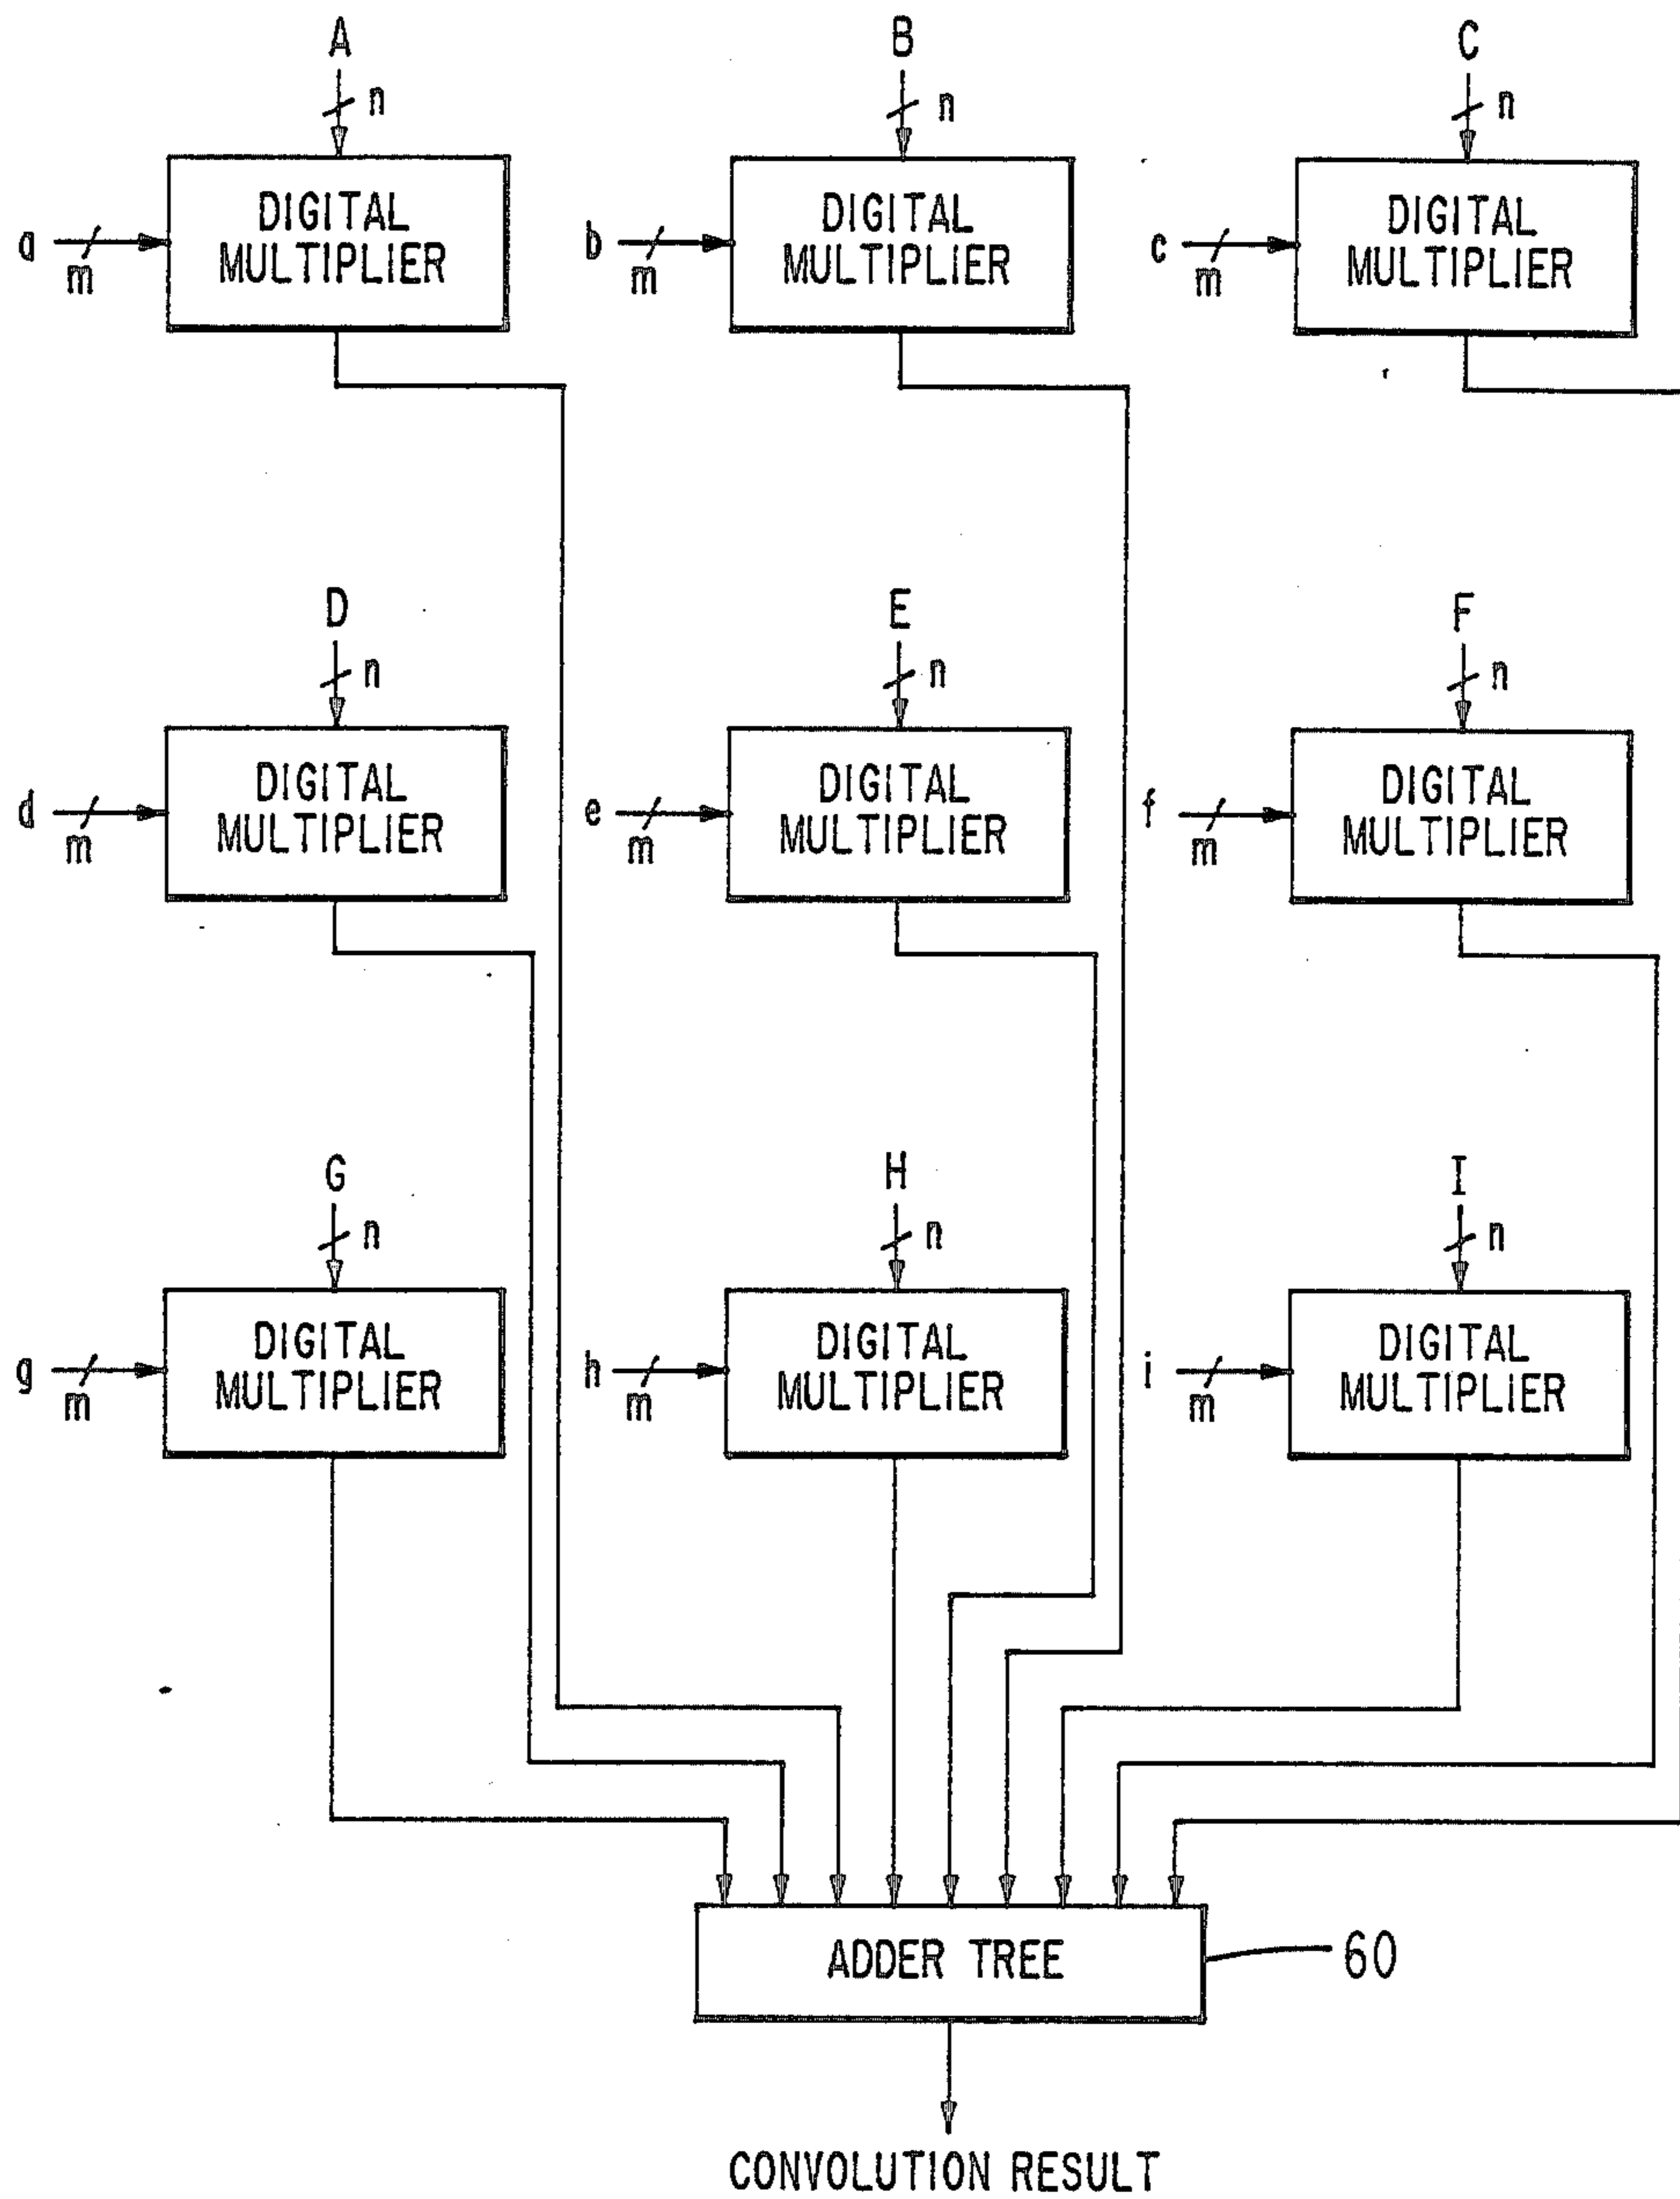 A B C
n n n
DIGITAL DIGITAL DIGITAL
a MULTIPLIER b MULTIPLIER c MULTIPLIER
m m m
D E F
n n n
DIGITAL DIGITAL DIGITAL
d MULTIPLIER e MULTIPLIER f MULTIPLIER
m m m
G H I
n n n
DIGITAL DIGITAL DIGITAL
g MULTIPLIER h MULTIPLIER i MULTIPLIER
m m m
ADDER TREE 60
CONVOLUTION RESULT